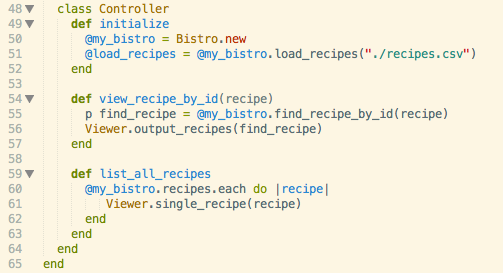 48 class Controller
49 def initialize
50 @my_bistro = Bistro.new
51 @load_recipes = @my_bistro.load_recipes("./recipes.csv")
52 end
53
54 def view_recipe_by_id(recipe)
55 p find_recipe = @my_bistro.find_recipe_by_id(recipe)
56 Viewer.output_recipes(find_recipe)
57 end
58
59 def list_all_recipes
60 @my_bistro.recipes.each do |recipe|
61 Viewer.single_recipe(recipe)
62 end
63 end
64 end
65 end